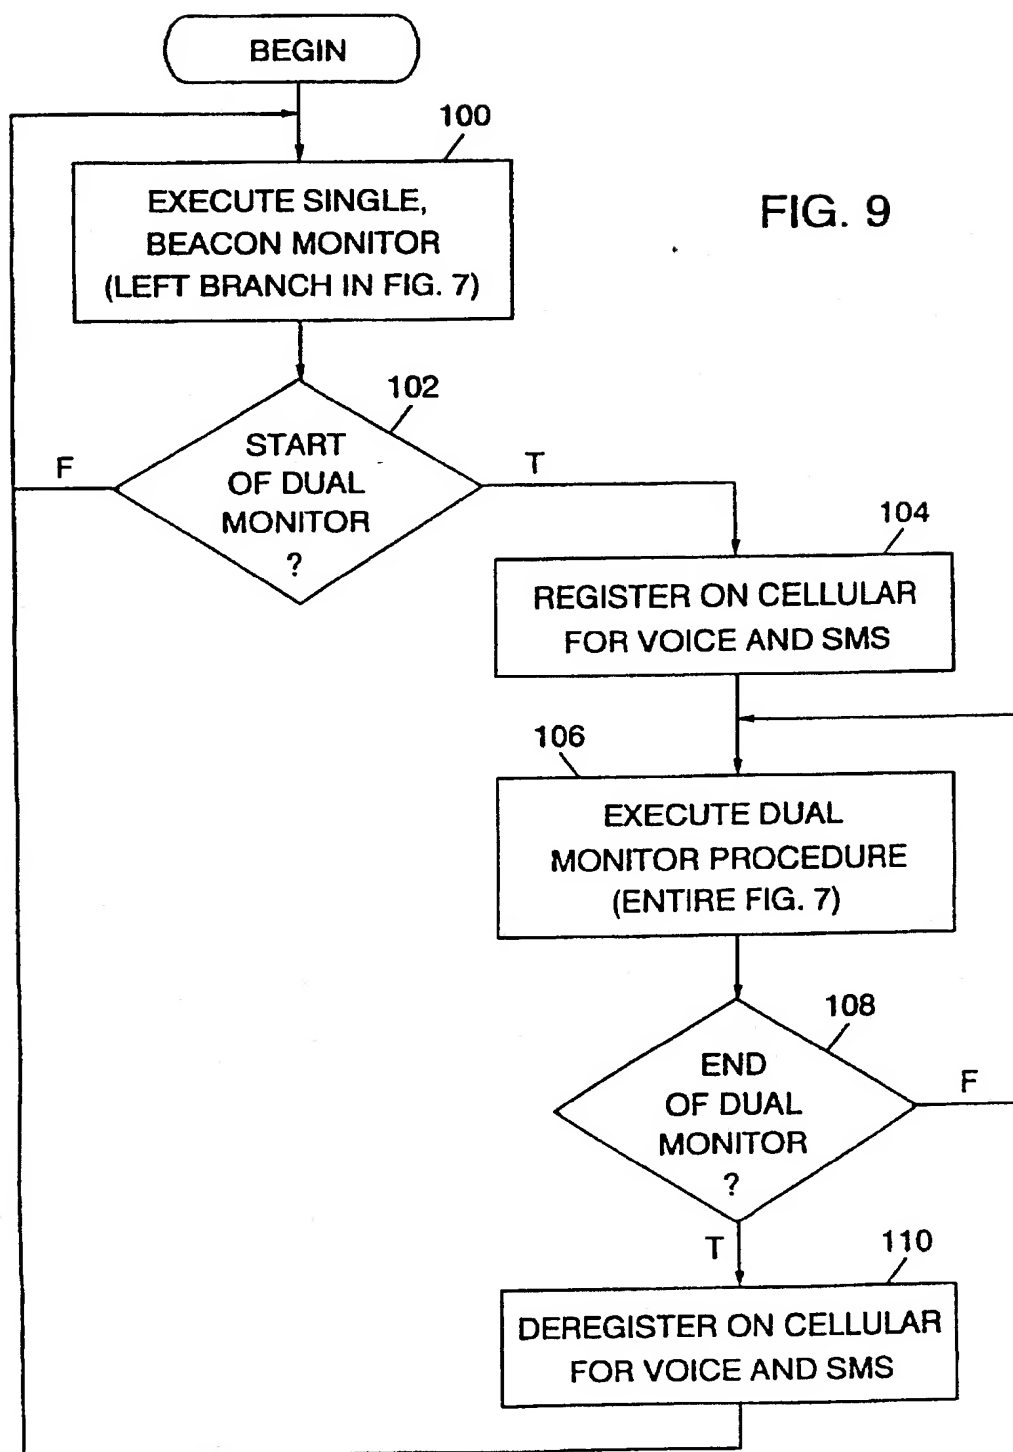 BEGIN
100
EXECUTE SINGLE,
BEACON MONITOR
(LEFT BRANCH IN FIG. 7)
FIG. 9
102
START
OF DUAL
MONITOR
?
F
T
104
REGISTER ON CELLULAR
FOR VOICE AND SMS
106
EXECUTE DUAL
MONITOR PROCEDURE
(ENTIRE FIG. 7)
108
END
OF DUAL
MONITOR
?
F
T
110
DEREGISTER ON CELLULAR
FOR VOICE AND SMS